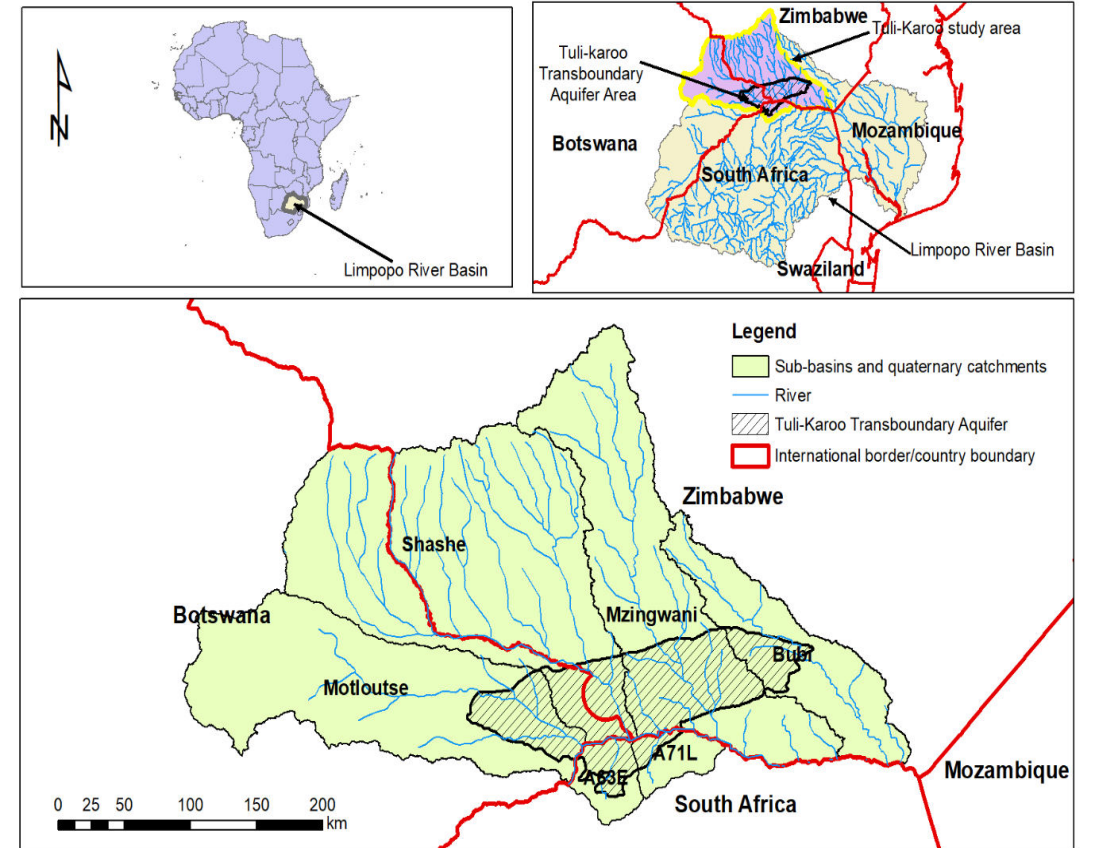 N
Limpopo River Basin
Zimbabwe
Tuli-Karoo study area
Tuli-karoo
Transboundary
Aquifer Area
Botswana
Mozambique
South Africa
Limpopo River Basin
Swaziland
Legend
Sub-basins and quaternary catchments
River
Tuli-Karoo Transboundary Aquifer
International border/country boundary
Zimbabwe
Shashe
Botswana
Mzingwani
Bubi
Motloutse
A71L
A63E
Mozambique
South Africa
0 25 50 100 150 200
km